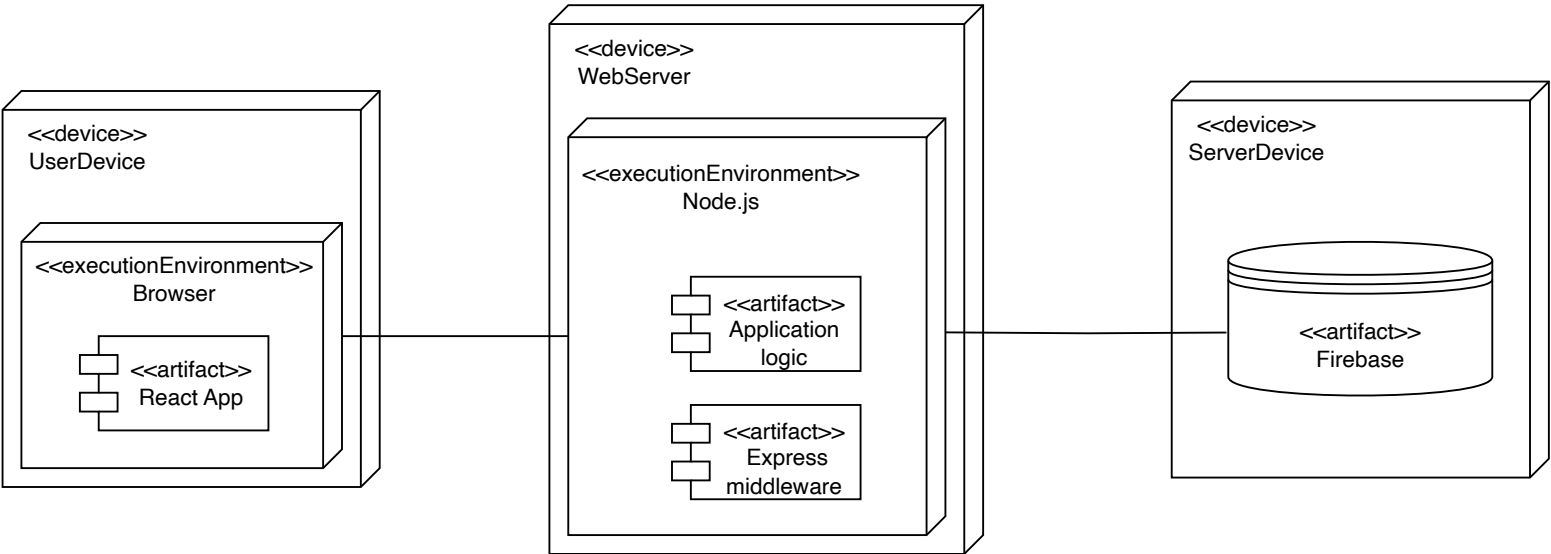 <<device>>
UserDevice
<<executionEnvironment>>
Browser
<<artifact>>
React App
<<device>>
WebServer
<<executionEnvironment>>
Node.js
<<artifact>>
Application
logic
<<artifact>>
Express
middleware
<<device>>
ServerDevice
<<artifact>>
Firebase